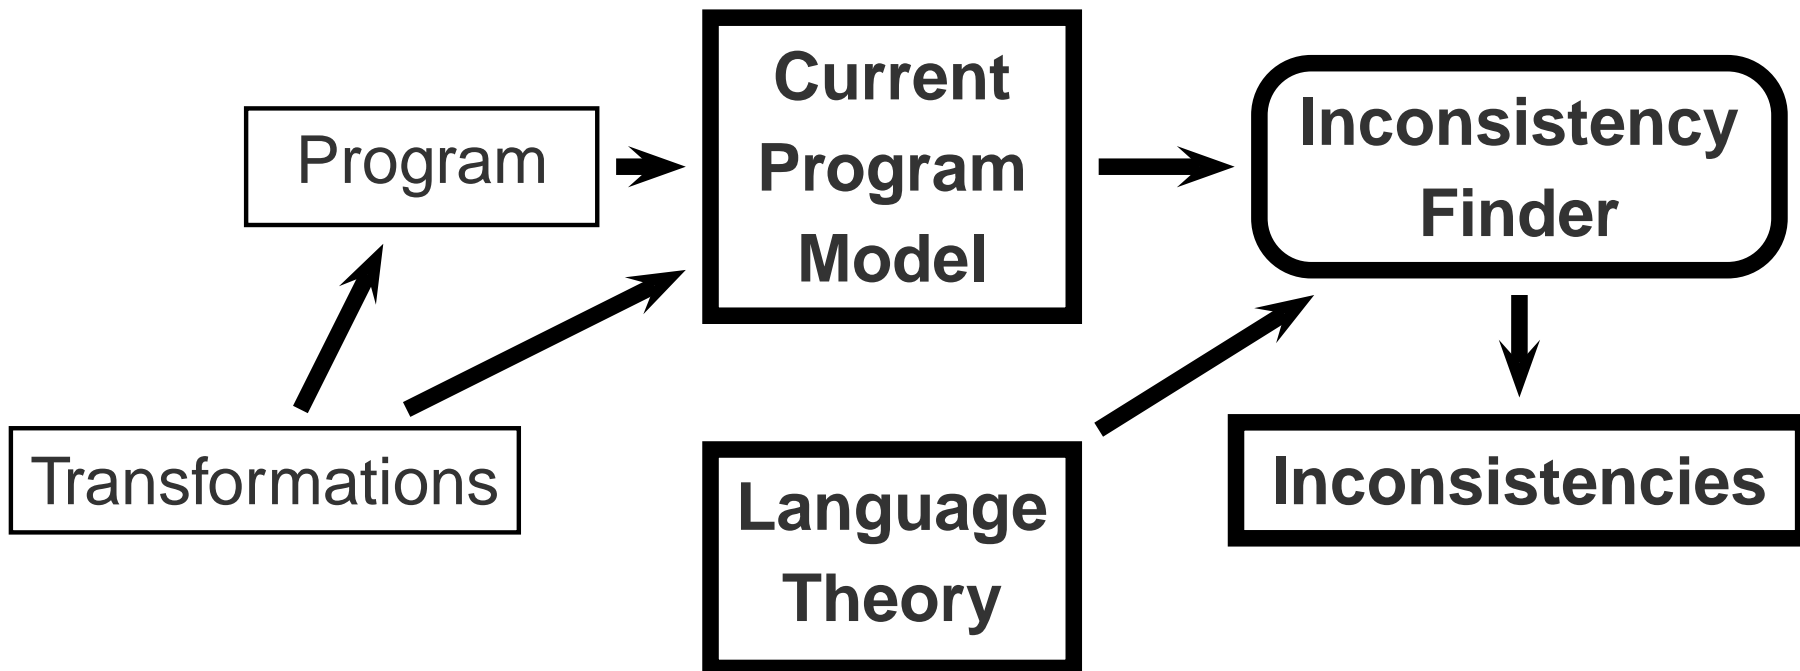 Program
Transformations
Current
Program
Model
Language
Theory
Inconsistency
Finder
Inconsistencies